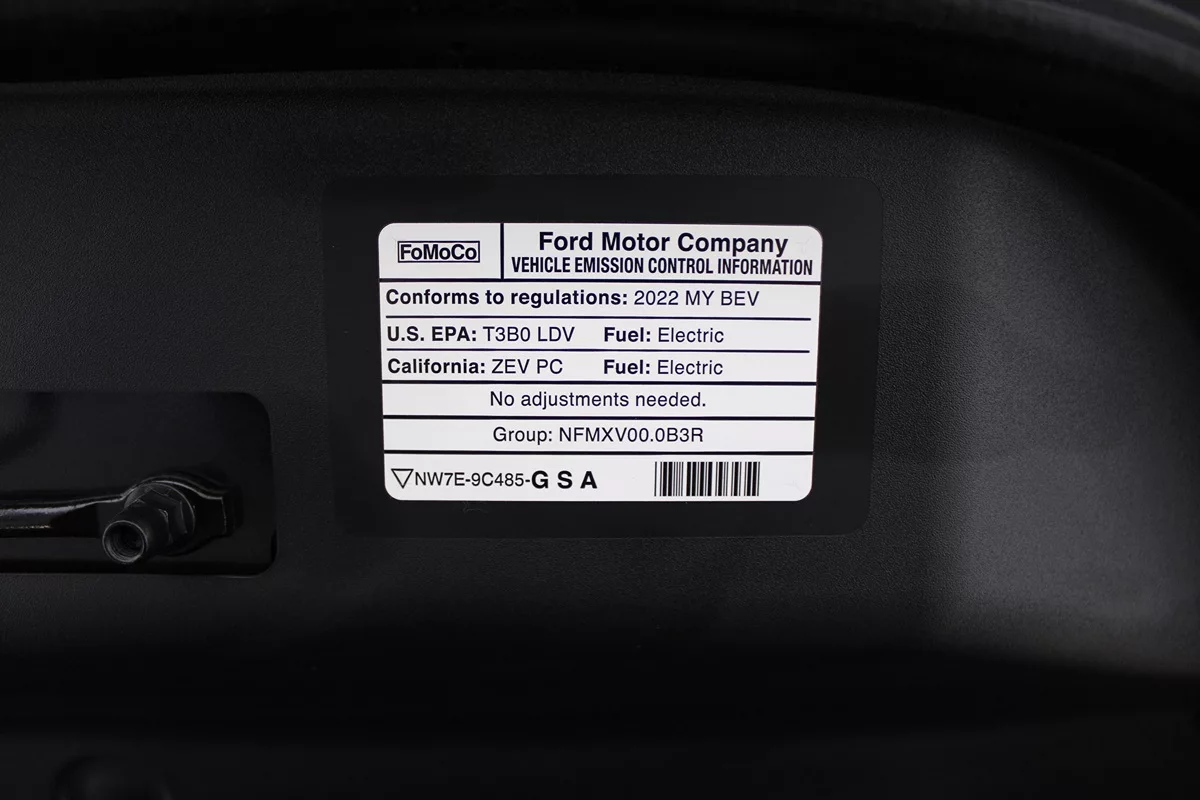 FoMoCo
Ford Motor Company
VEHICLE EMISSION CONTROL INFORMATION
Conforms to regulations: 2022 MY BEV
U.S. EPA: T3B0 LDV Fuel: Electric
California: ZEV PC Fuel: Electric
No adjustments needed.
Group: NFMXV00.0B3R
NW7E-9C485-G S A